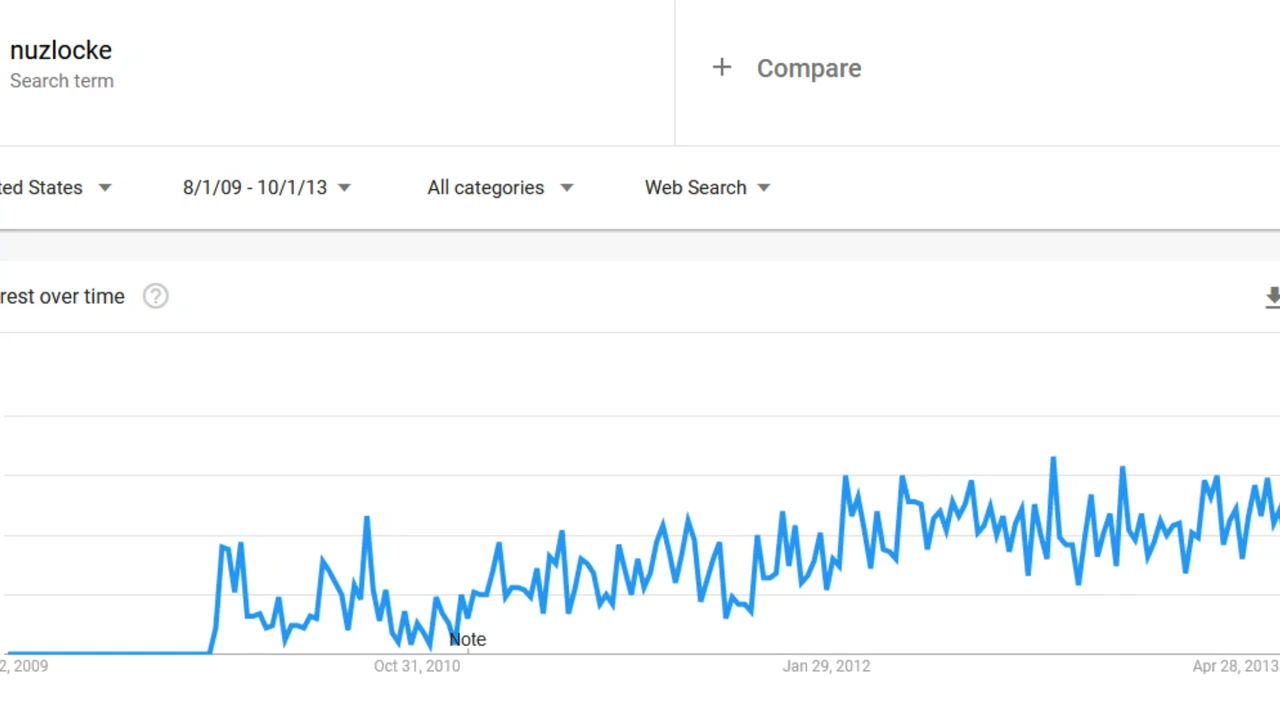 nuzlocke
Search term
+ Compare
ted States
8/1/09 - 10/1/13
All categories
Web Search
rest over time
?
Note
2, 2009
Oct 31, 2010
Jan 29, 2012
Apr 28, 2013